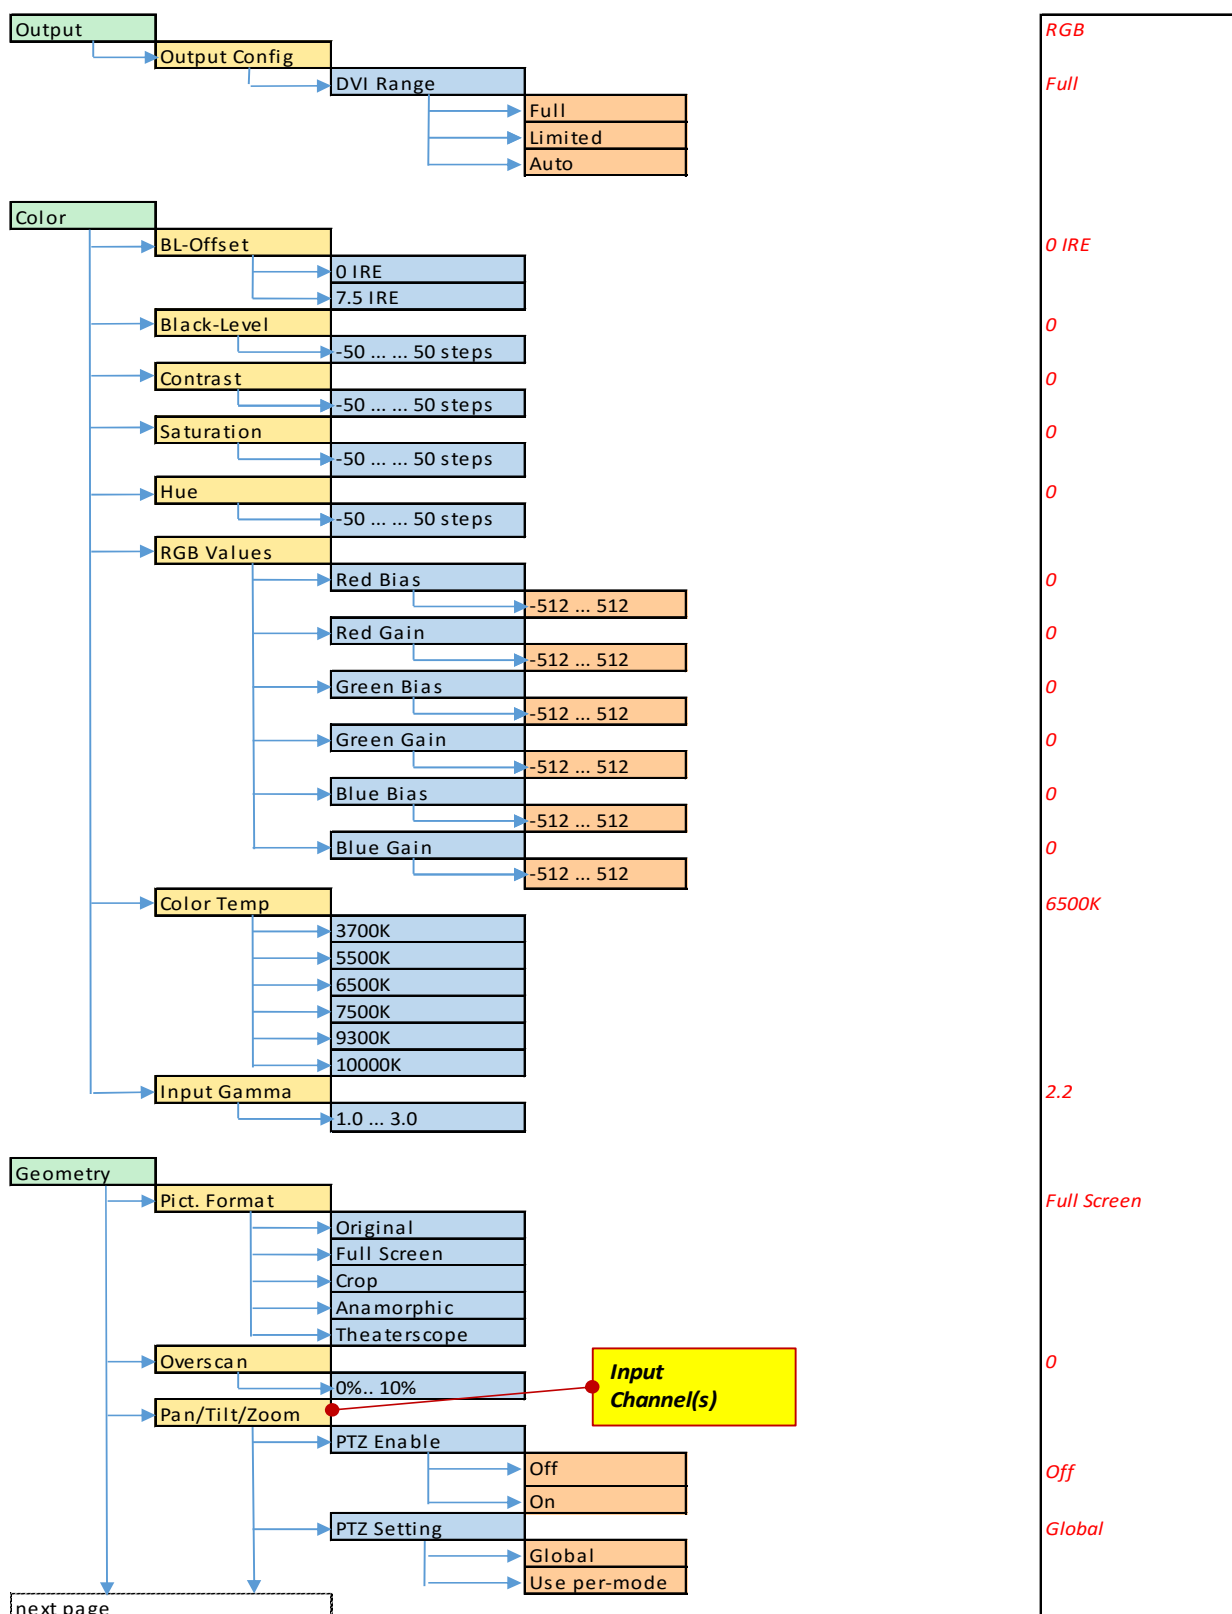 Output RGB
Output Config
DVI Range Full
Full
Limited
Auto
Color
BL-Offset 0 IRE
0 IRE
7.5 IRE
Black-Level 0
-50 ... ... 50 steps
Contrast 0
-50 ... ... 50 steps
Saturation 0
-50 ... ... 50 steps
Hue 0
-50 ... ... 50 steps
RGB Values
Red Bias 0
-512 ... 512
Red Gain 0
-512 ... 512
Green Bias 0
-512 ... 512
Green Gain 0
-512 ... 512
Blue Bias 0
-512 ... 512
Blue Gain 0
-512 ... 512
Color Temp 6500K
3700K
5500K
6500K
7500K
9300K
10000K
Input Gamma 2.2
1.0 ... 3.0
Geometry
Pict. Format Full Screen
Original
Full Screen
Crop
Anamorphic
Theaterscope
Overscan 0
0%.. 10%
Input
Channel(s)
Pan/Tilt/Zoom
PTZ Enable
Off Off
On
PTZ Setting Global
Global
Use per-mode
next page